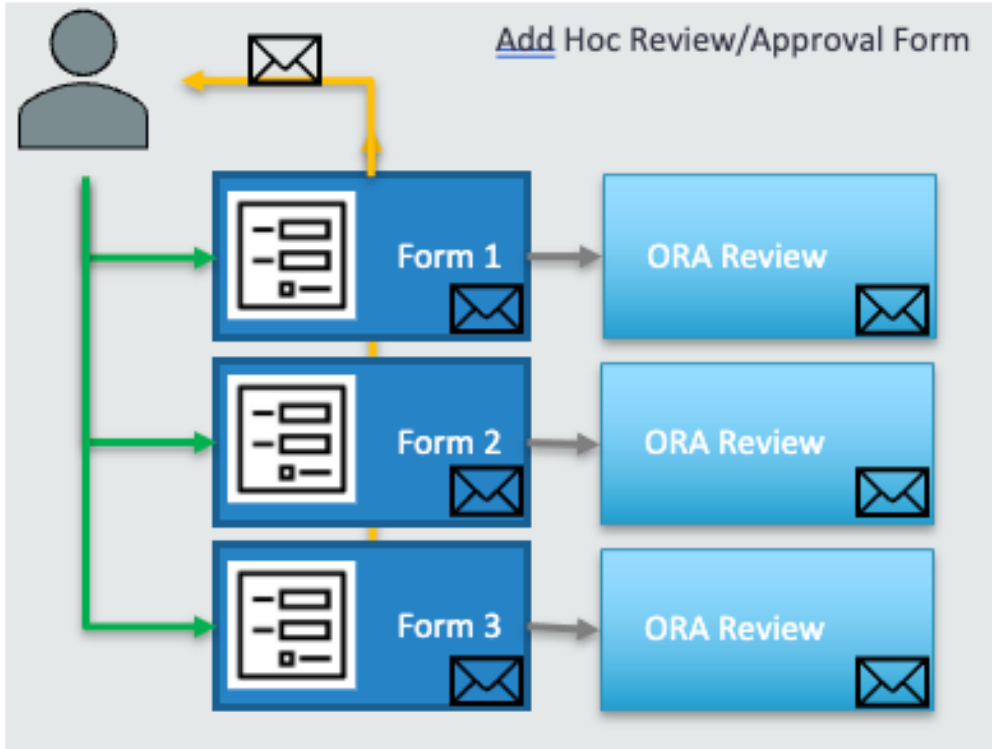 Add Hoc Review/Approval Form
Form 1
ORA Review
Form 2
ORA Review
Form 3
ORA Review